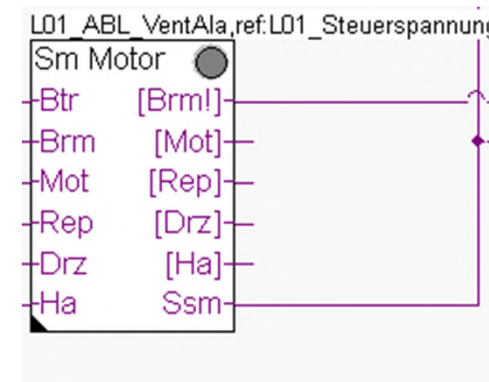 L01_ABL_VentAla,ref:L01_Steuerspannung
Sm Motor
Btr [Brm!]
Brm [Mot]
Mot [Rep]
Rep [Drz]
Drz [Ha]
Ha Ssm